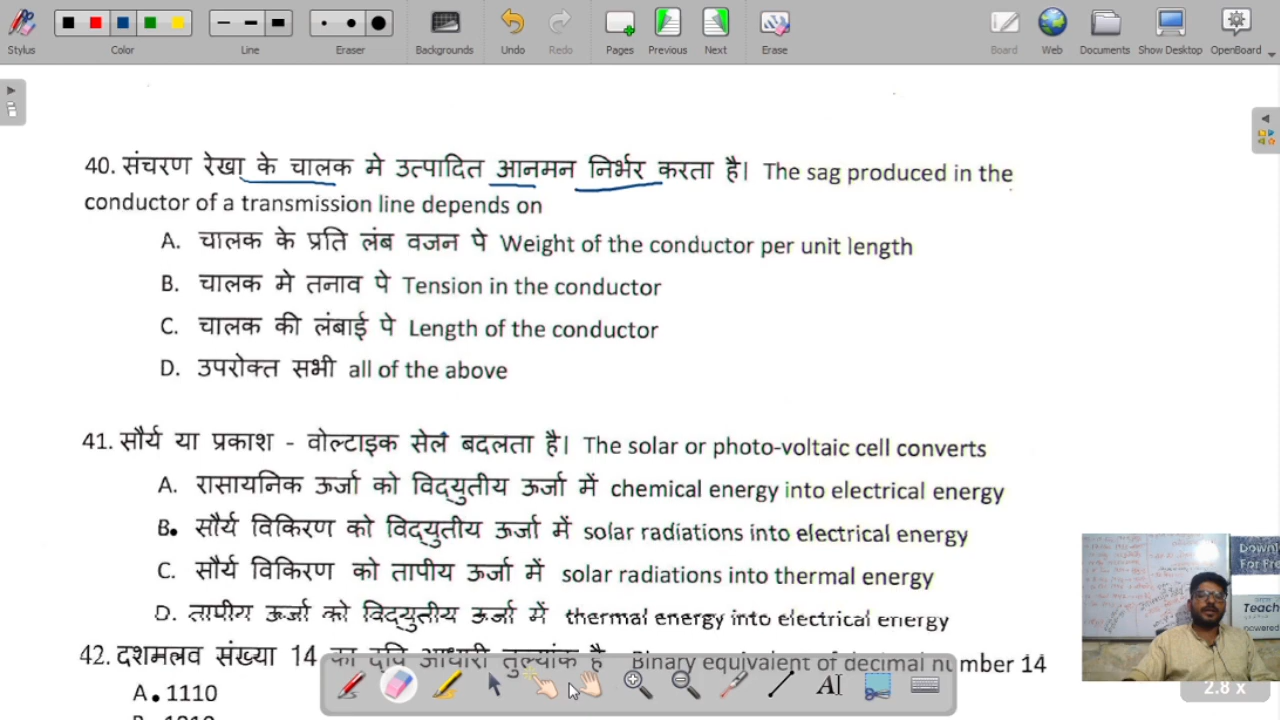 Stylus Color Line Eraser Backgrounds Undo Redo Pages Previous Next Erase Board Web Documents Show Desktop OpenBoard
40. संचरण रेखा के चालक मे उत्पादित आनमन निर्भर करता है। The sag produced in the
conductor of a transmission line depends on
A. चालक के प्रति लंब वजन पे Weight of the conductor per unit length
B. चालक मे तनाव पे Tension in the conductor
C. चालक की लंबाई पे Length of the conductor
D. उपरोक्त सभी all of the above
41. सौर्य या प्रकाश - वोल्टाइक सेल बदलता है। The solar or photo-voltaic cell converts
A. रासायनिक ऊर्जा को विद्युतीय ऊर्जा में chemical energy into electrical energy
B. सौर्य विकिरण को विद्युतीय ऊर्जा में solar radiations into electrical energy
C. सौर्य विकिरण को तापीय ऊर्जा में solar radiations into thermal energy
D. तापीय ऊर्जा को विद्युतीय ऊर्जा में thermal energy into electrical energy
42. दशमलव संख्या 14 का द्वि आधारी तुल्यांक है Binary equivalent of decimal number 14
A. 1110
For Pre
Teach
powered
2.8 x